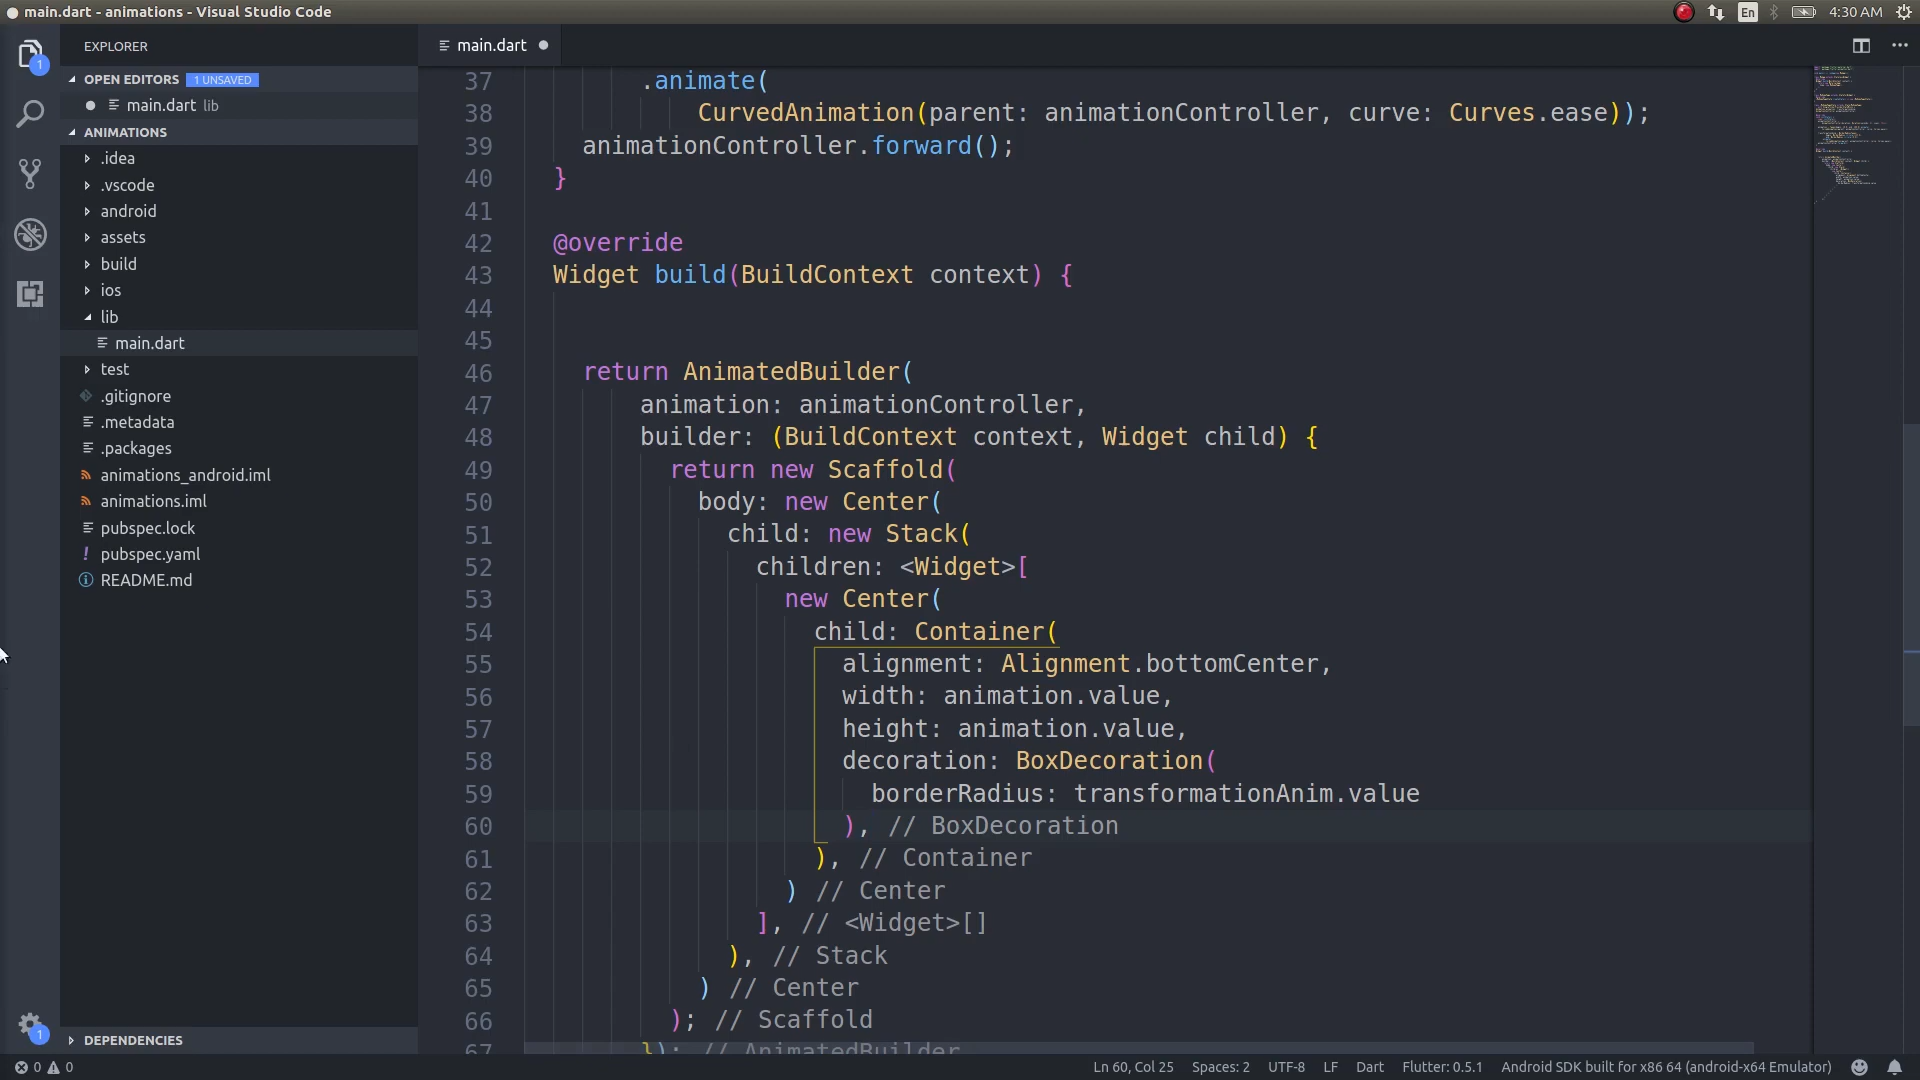 main.dart - animations - Visual Studio Code
En
4:30 AM
EXPLORER
OPEN EDITORS 1 UNSAVED
main.dart lib
ANIMATIONS
.idea
.vscode
android
assets
build
ios
lib
main.dart
test
.gitignore
.metadata
.packages
animations_android.iml
animations.iml
pubspec.lock
pubspec.yaml
README.md
DEPENDENCIES
1
1
main.dart
37 .animate(
38 CurvedAnimation(parent: animationController, curve: Curves.ease));
39 animationController.forward();
40 }
41
42 @override
43 Widget build(BuildContext context) {
44
45
46 return AnimatedBuilder(
47 animation: animationController,
48 builder: (BuildContext context, Widget child) {
49 return new Scaffold(
50 body: new Center(
51 child: new Stack(
52 children: <Widget>[
53 new Center(
54 child: Container(
55 alignment: Alignment.bottomCenter,
56 width: animation.value,
57 height: animation.value,
58 decoration: BoxDecoration(
59 borderRadius: transformationAnim.value
60 ), // BoxDecoration
61 ), // Container
62 ) // Center
63 ], // <Widget>[]
64 ), // Stack
65 ) // Center
66 ); // Scaffold
67 }); // AnimatedBuilder
0 0
Ln 60, Col 25 Spaces: 2 UTF-8 LF Dart Flutter: 0.5.1 Android SDK built for x86 64 (android-x64 Emulator)